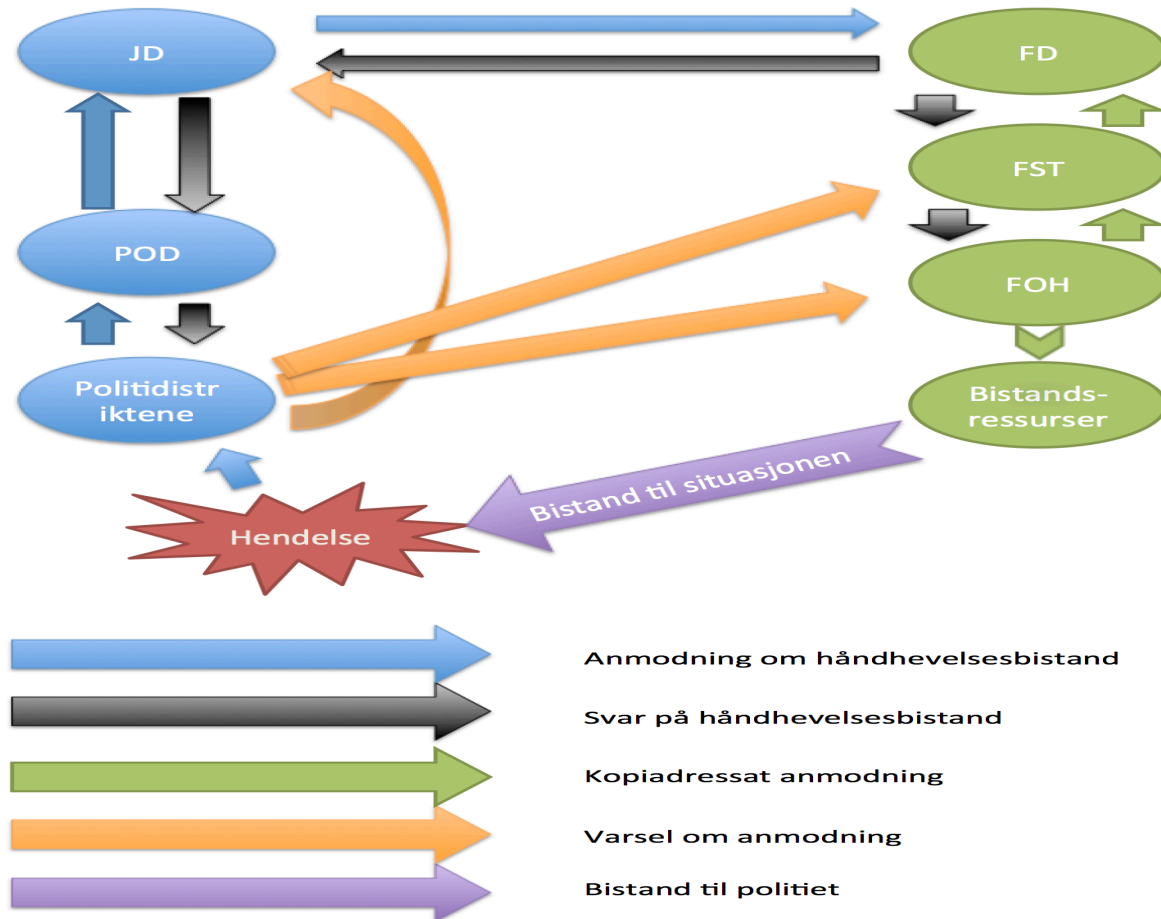 JD
FD
FST
POD
FOH
Politidistr
iktene
Bistands-
ressurser
Bistand til situasjonen
Hendelse
Anmodning om håndhevelsesbistand
Svar på håndhevelsesbistand
Kopiadressat anmodning
Varsel om anmodning
Bistand til politiet